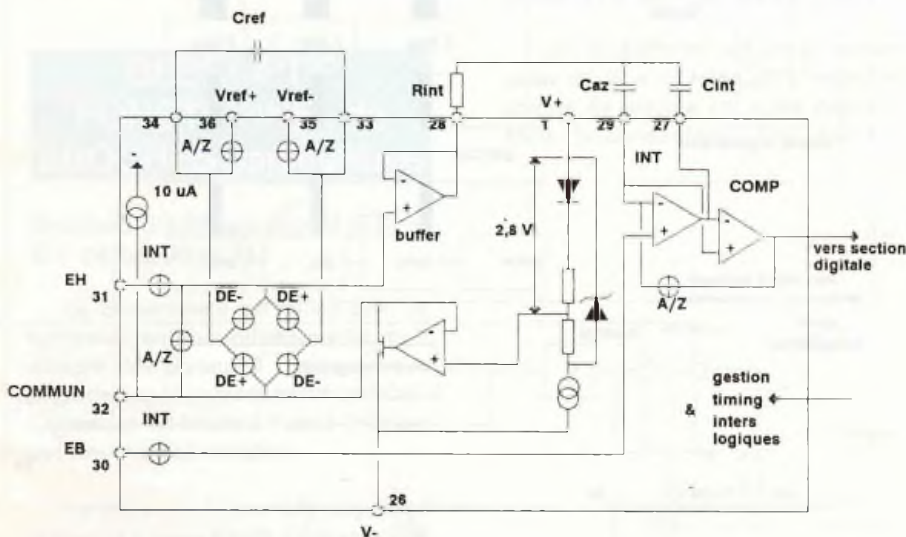 Cref
Vref+ Vref- Rint V+ Caz Cint
34 36 35 33 28 1 29 27
A/Z A/Z INT
10 uA COMP
buffer 2,8 V
INT
vers section
digitale
EH
31
DE- DE+
A/Z
A/Z
DE+ DE-
COMMUN
32
gestion
timing
& inters
logiques
INT
EB
30
26
V-